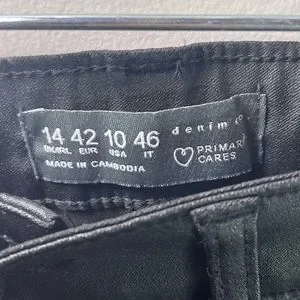 14 42 10 46 denim co
UK/IRL EUR USA IT
MADE IN CAMBODIA
PRIMARK
CARES